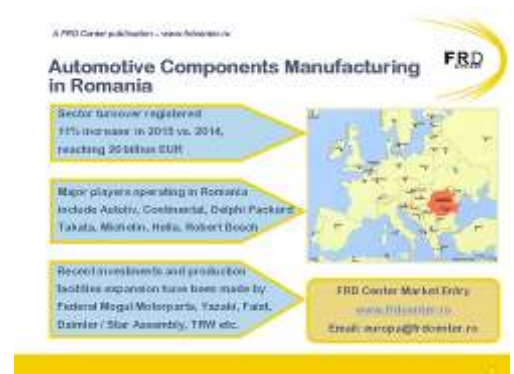 A FRD Center publication – www.frdcenter.ro
FRD
Automotive Components Manufacturing
in Romania
Sector turnover registered
11% increase in 2015 vs. 2014,
reaching 20 billion EUR
Major players operating in Romania
include Autoliv, Continental, Delphi Packard
Takata, Michelin, Hella, Robert Bosch
Recent investments and production
facilities expansion have been made by
Federal Mogul Motorparts, Yazaki, Faist,
Daimler / Star Assembly, TRW etc.
FRD Center Market Entry
www.frdcenter.ro
Email: europa@frdcenter.ro